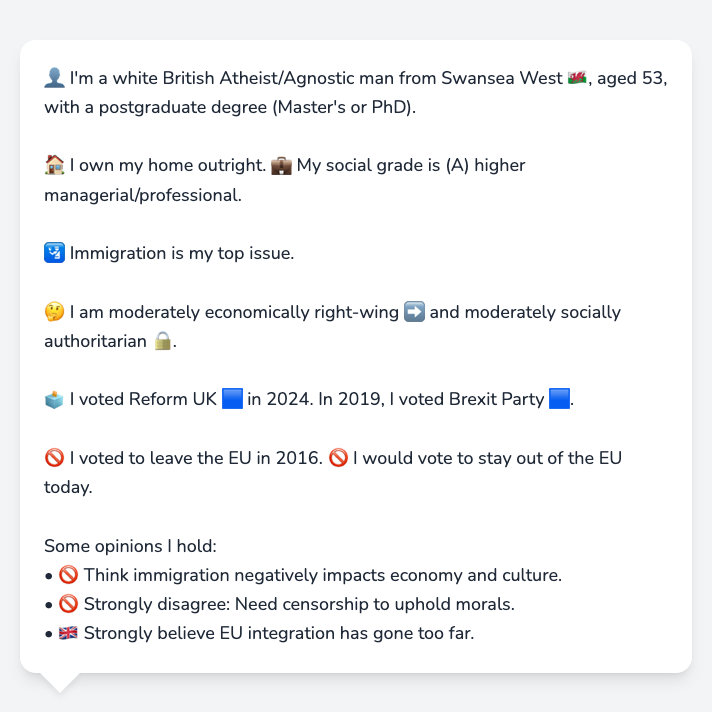 👤 I'm a white British Atheist/Agnostic man from Swansea West 🏴󠁧󠁢󠁷󠁬󠁳󠁿, aged 53,
with a postgraduate degree (Master's or PhD).
🏠 I own my home outright. 💼 My social grade is (A) higher
managerial/professional.
🛂 Immigration is my top issue.
🤔 I am moderately economically right-wing ➡️ and moderately socially
authoritarian 🔒.
🗳️ I voted Reform UK 🟦 in 2024. In 2019, I voted Brexit Party 🟦.
🚫 I voted to leave the EU in 2016. 🚫 I would vote to stay out of the EU
today.
Some opinions I hold:
• 🚫 Think immigration negatively impacts economy and culture.
• 🚫 Strongly disagree: Need censorship to uphold morals.
• 🇬🇧 Strongly believe EU integration has gone too far.